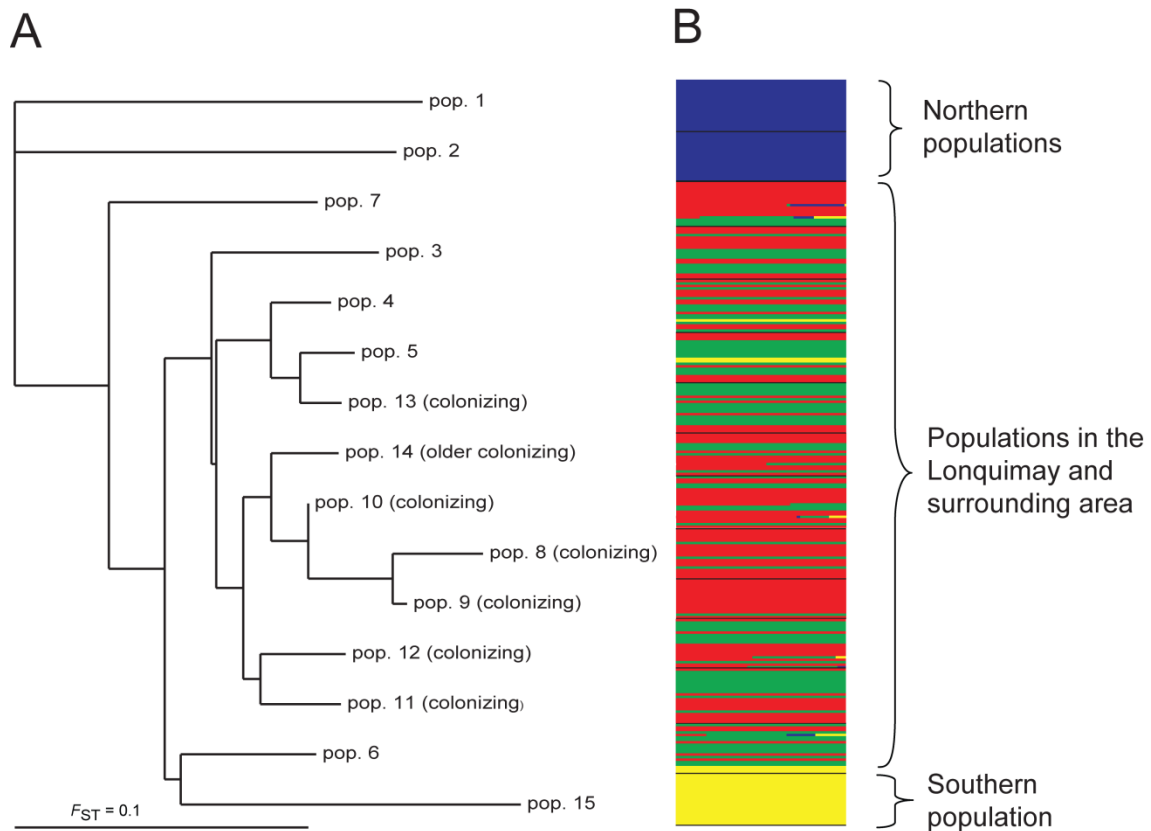 A
B
pop. 1
pop. 2
pop. 7
pop. 3
pop. 4
pop. 5
pop. 13 (colonizing)
pop. 14 (older colonizing)
pop. 10 (colonizing)
pop. 8 (colonizing)
pop. 9 (colonizing)
pop. 12 (colonizing)
pop. 11 (colonizing)
pop. 6
pop. 15
FST = 0.1
Northern
populations
Populations in the
Lonquimay and
surrounding area
Southern
population